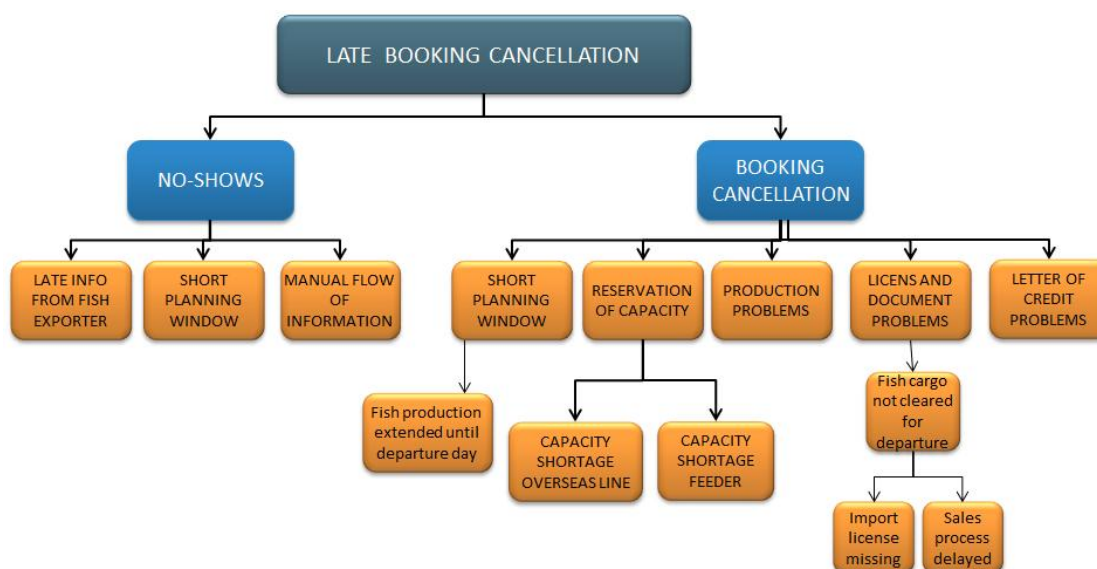 LATE BOOKING CANCELLATION
NO-SHOWS
BOOKING
CANCELLATION
LATE INFO
FROM FISH
EXPORTER
SHORT
PLANNING
WINDOW
MANUAL FLOW
OF
INFORMATION
SHORT
PLANNING
WINDOW
RESERVATION
OF CAPACITY
PRODUCTION
PROBLEMS
LICENS AND
DOCUMENT
PROBLEMS
LETTER OF
CREDIT
PROBLEMS
Fish production
extended until
departure day
CAPACITY
SHORTAGE
OVERSEAS LINE
CAPACITY
SHORTAGE
FEEDER
Fish cargo
not cleared
for
departure
Import
license
missing
Sales
process
delayed